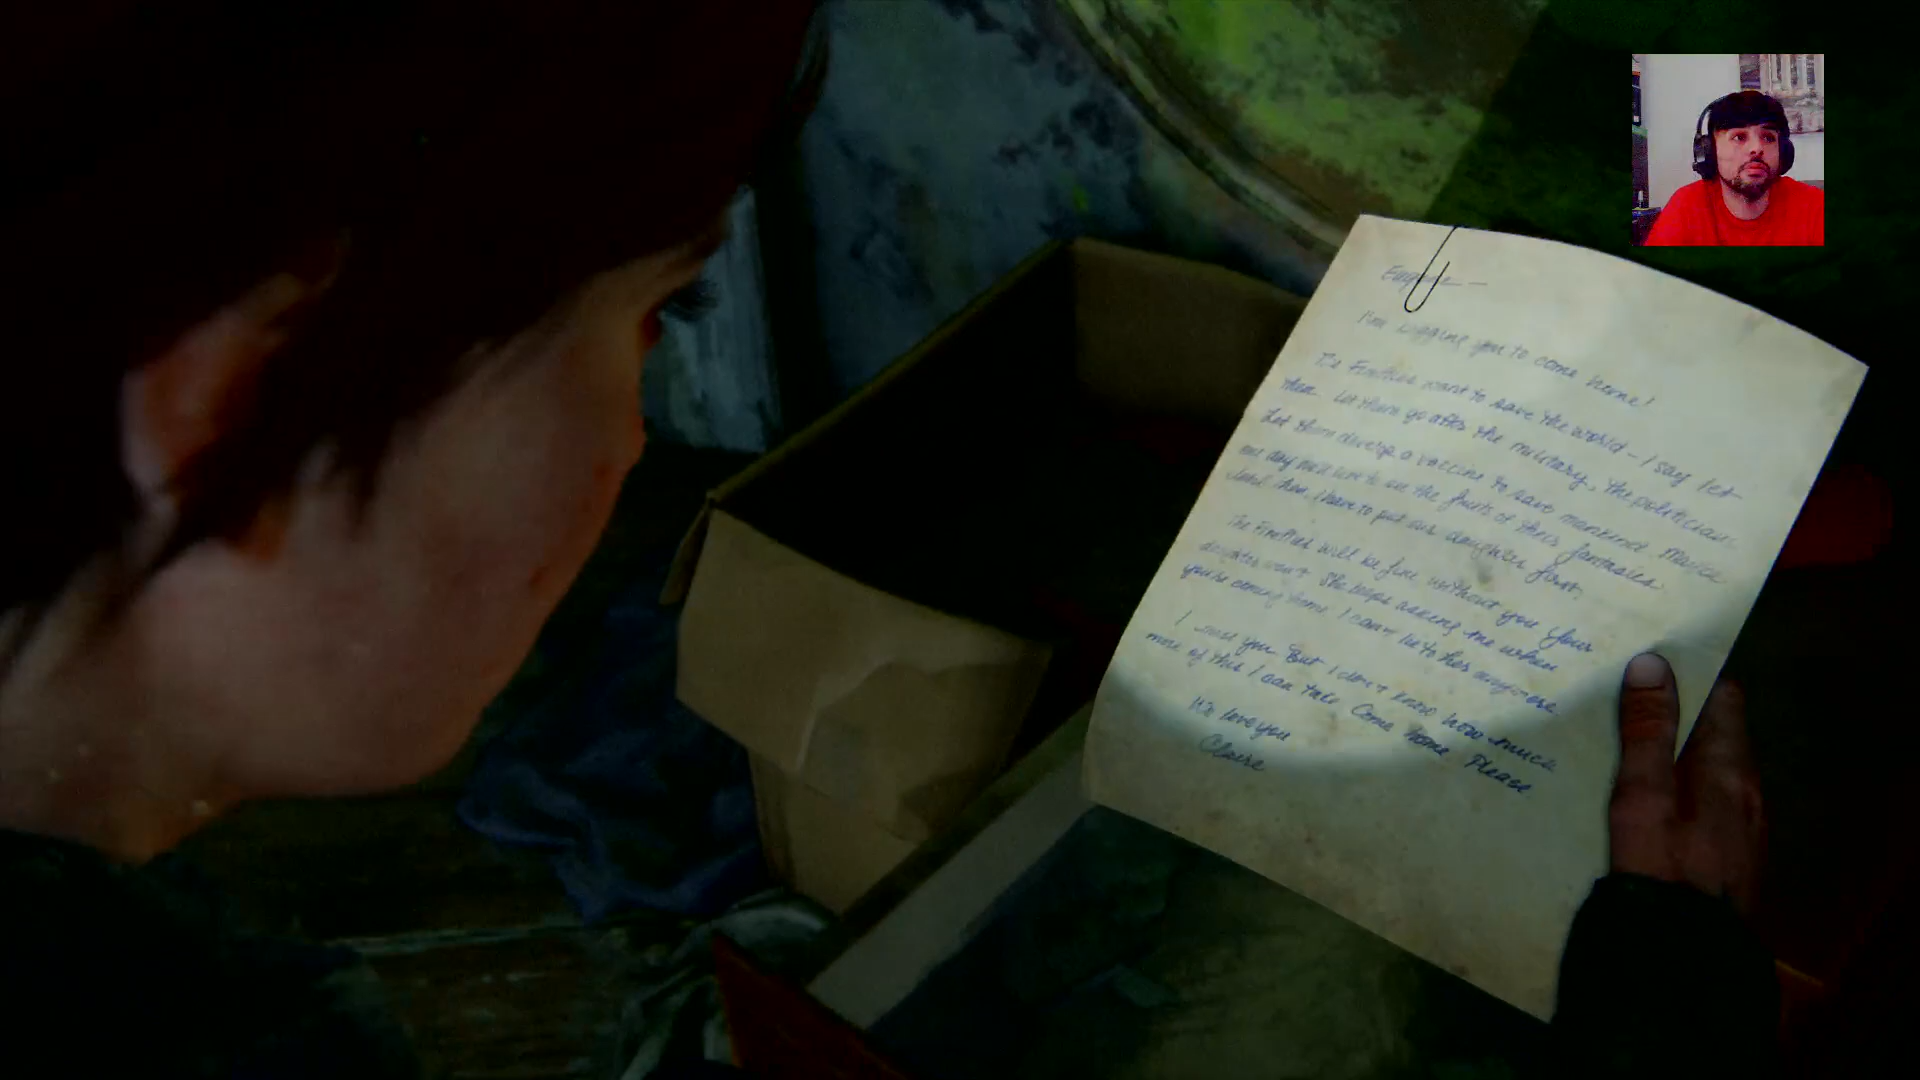 Eugene —
I'm begging you to come home!
The Fireflies want to save the world - I say let
them. Let them go after the military, the politicians.
Let them develop a vaccine to save mankind. Maybe
one day we'll live to see the fruits of their fantasies.
Until then, I have to put our daughter first.
The Fireflies will be fine without you. Your
daughter won't. She keeps asking me when
you're coming home. I can't lie to her anymore.
I miss you. But I don't know how much
more of this I can take. Come home. Please.
We love you
Claire